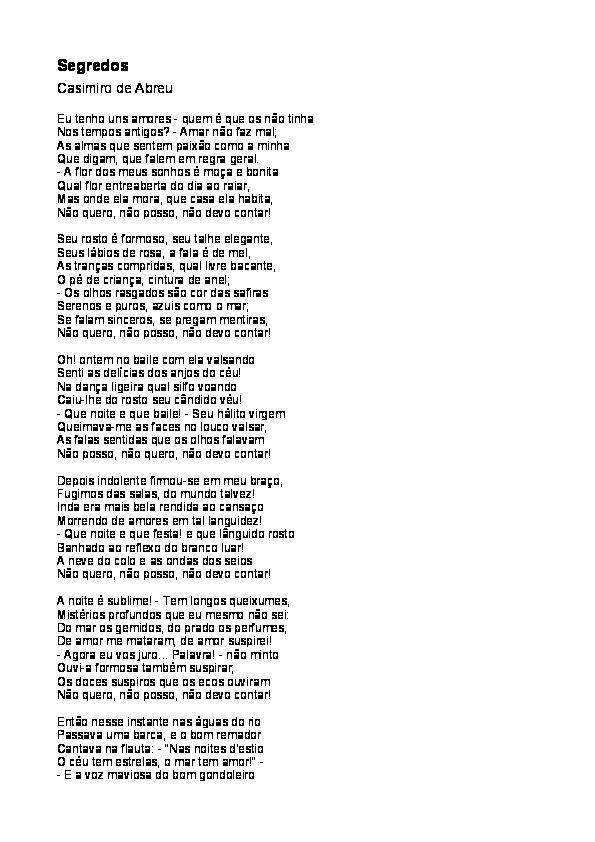 Segredos
Casimiro de Abreu
Eu tenho uns amores - quem é que os não tinha
Nos tempos antigos? - Amar não faz mal;
As almas que sentem paixão como a minha
Que digam, que falem em regra geral.
- A flor dos meus sonhos é moça e bonita
Qual flor entreaberta do dia ao raiar,
Mas onde ela mora, que casa ela habita,
Não quero, não posso, não devo contar!
Seu rosto é formoso, seu talhe elegante,
Seus lábios de rosa, a fala é de mel,
As tranças compridas, qual livre bacante,
O pé de criança, cintura de anel;
- Os olhos rasgados são cor das safiras
Serenos e puros, azuis como o mar;
Se falam sinceros, se pregam mentiras,
Não quero, não posso, não devo contar!
Oh! ontem no baile com ela valsando
Senti as delícias dos anjos do céu!
Na dança ligeira qual silfo voando
Caiu-lhe do rosto seu cândido véu!
- Que noite e que baile! - Seu hálito virgem
Queimava-me as faces no louco valsar,
As falas sentidas que os olhos falavam
Não posso, não quero, não devo contar!
Depois indolente firmou-se em meu braço,
Fugimos das salas, do mundo talvez!
Inda era mais bela rendida ao cansaço
Morrendo de amores em tal languidez!
- Que noite e que festa! e que lânguido rosto
Banhado ao reflexo do branco luar!
A neve do colo e as ondas dos seios
Não quero, não posso, não devo contar!
A noite é sublime! - Tem longos queixumes,
Mistérios profundos que eu mesmo não sei:
Do mar os gemidos, do prado os perfumes,
De amor me mataram, de amor suspirei!
- Agora eu vos juro... Palavra! - não minto
Ouvi-a formosa também suspirar;
Os doces suspiros que os ecos ouviram
Não quero, não posso, não devo contar!
Então nesse instante nas águas do rio
Passava uma barca, e o bom remador
Cantava na flauta: - "Nas noites d'estio
O céu tem estrelas, o mar tem amor!" -
- E a voz maviosa do bom gondoleiro